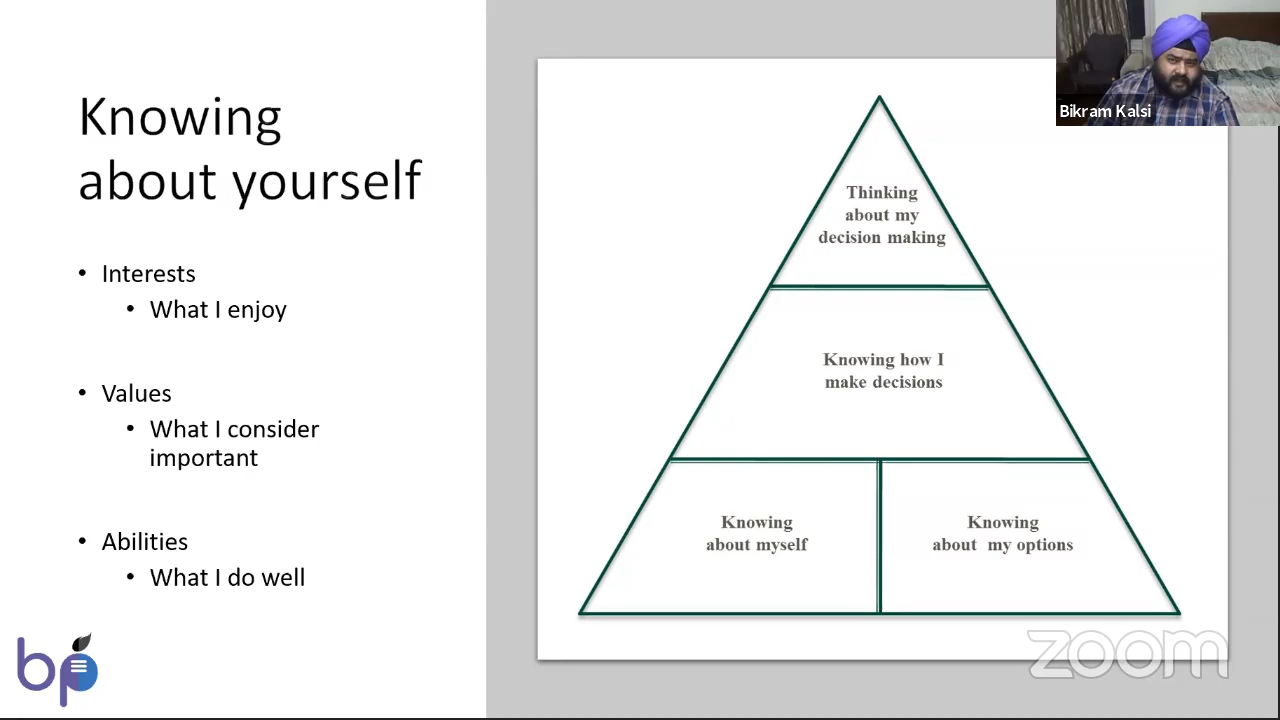 Knowing
about yourself
• Interests
• What I enjoy
• Values
• What I consider
important
• Abilities
• What I do well
bp
Thinking
about my
decision making
Knowing how I
make decisions
Knowing
about myself
Knowing
about my options
Bikram Kalsi
zoom